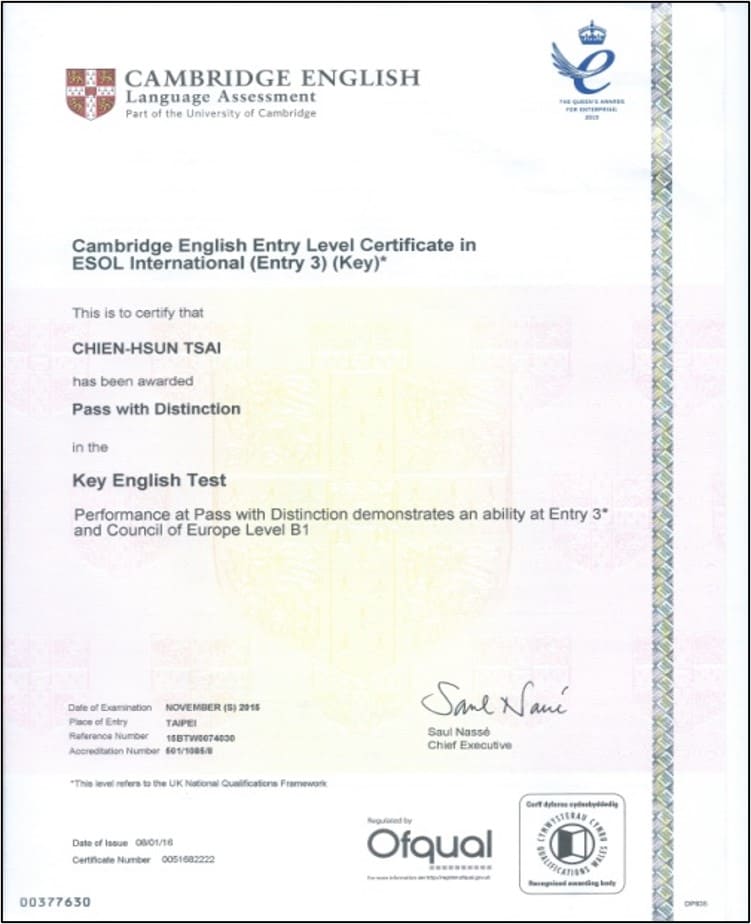 CAMBRIDGE ENGLISH
Language Assessment
Part of the University of Cambridge
THE QUEEN'S AWARDS
FOR ENTERPRISE:
2015
Cambridge English Entry Level Certificate in
ESOL International (Entry 3) (Key)*
This is to certify that
CHIEN-HSUN TSAI
has been awarded
Pass with Distinction
in the
Key English Test
Performance at Pass with Distinction demonstrates an ability at Entry 3*
and Council of Europe Level B1
Date of Examination NOVEMBER (S) 2015
Place of Entry TAIPEI
Reference Number 15BTW0074030
Accreditation Number 501/1085/8
Saul Nassé
Saul Nassé
Chief Executive
*This level refers to the UK National Qualifications Framework
Date of Issue 08/01/16
Certificate Number 0051682222
Regulated by
Ofqual
For more information see http://register.ofqual.gov.uk
Corff dyfarnu cydnabyddedig
CYMWYSTERAU CYMRU
QUALIFICATIONS WALES
Recognised awarding body
00377630